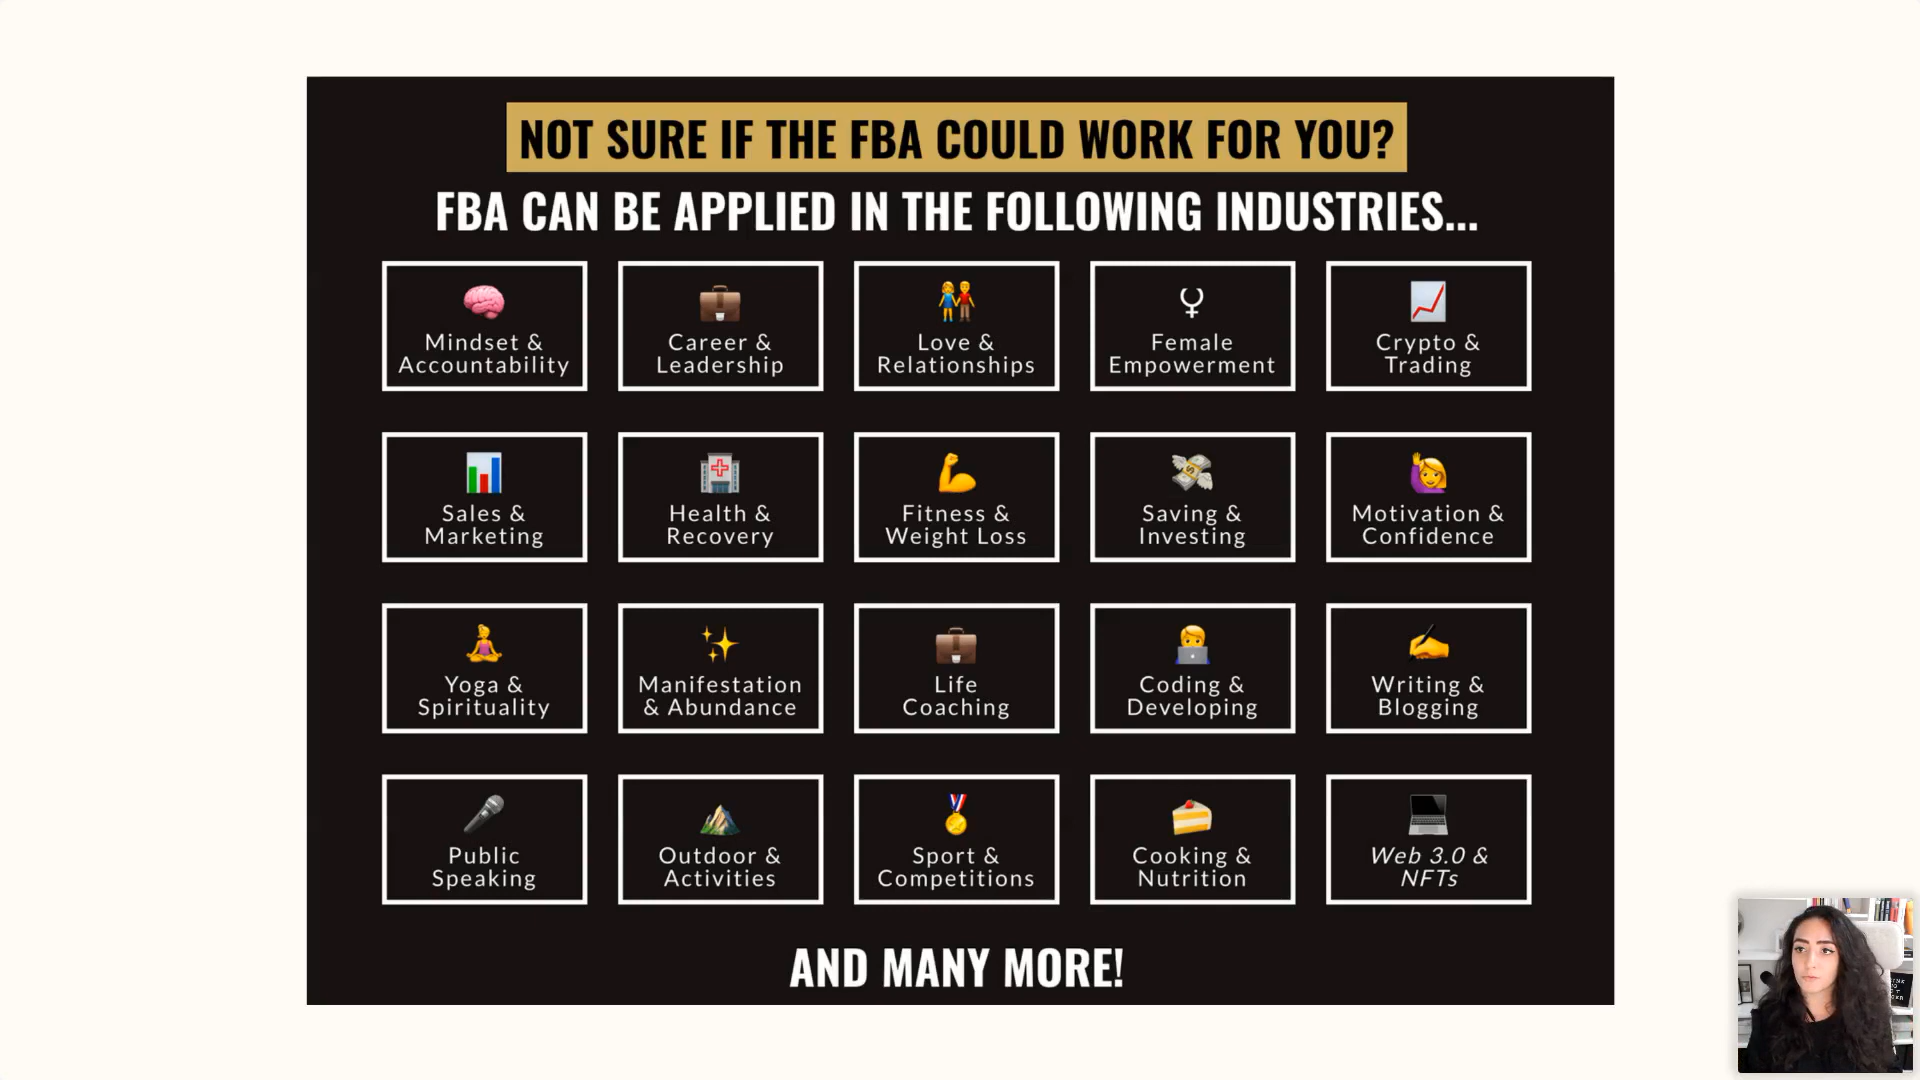 NOT SURE IF THE FBA COULD WORK FOR YOU?
FBA CAN BE APPLIED IN THE FOLLOWING INDUSTRIES...
Mindset &
Accountability
Career &
Leadership
Love &
Relationships
Female
Empowerment
Crypto &
Trading
Sales &
Marketing
Health &
Recovery
Fitness &
Weight Loss
Saving &
Investing
Motivation &
Confidence
Yoga &
Spirituality
Manifestation
& Abundance
Life
Coaching
Coding &
Developing
Writing &
Blogging
Public
Speaking
Outdoor &
Activities
Sport &
Competitions
Cooking &
Nutrition
Web 3.0 &
NFTs
AND MANY MORE!